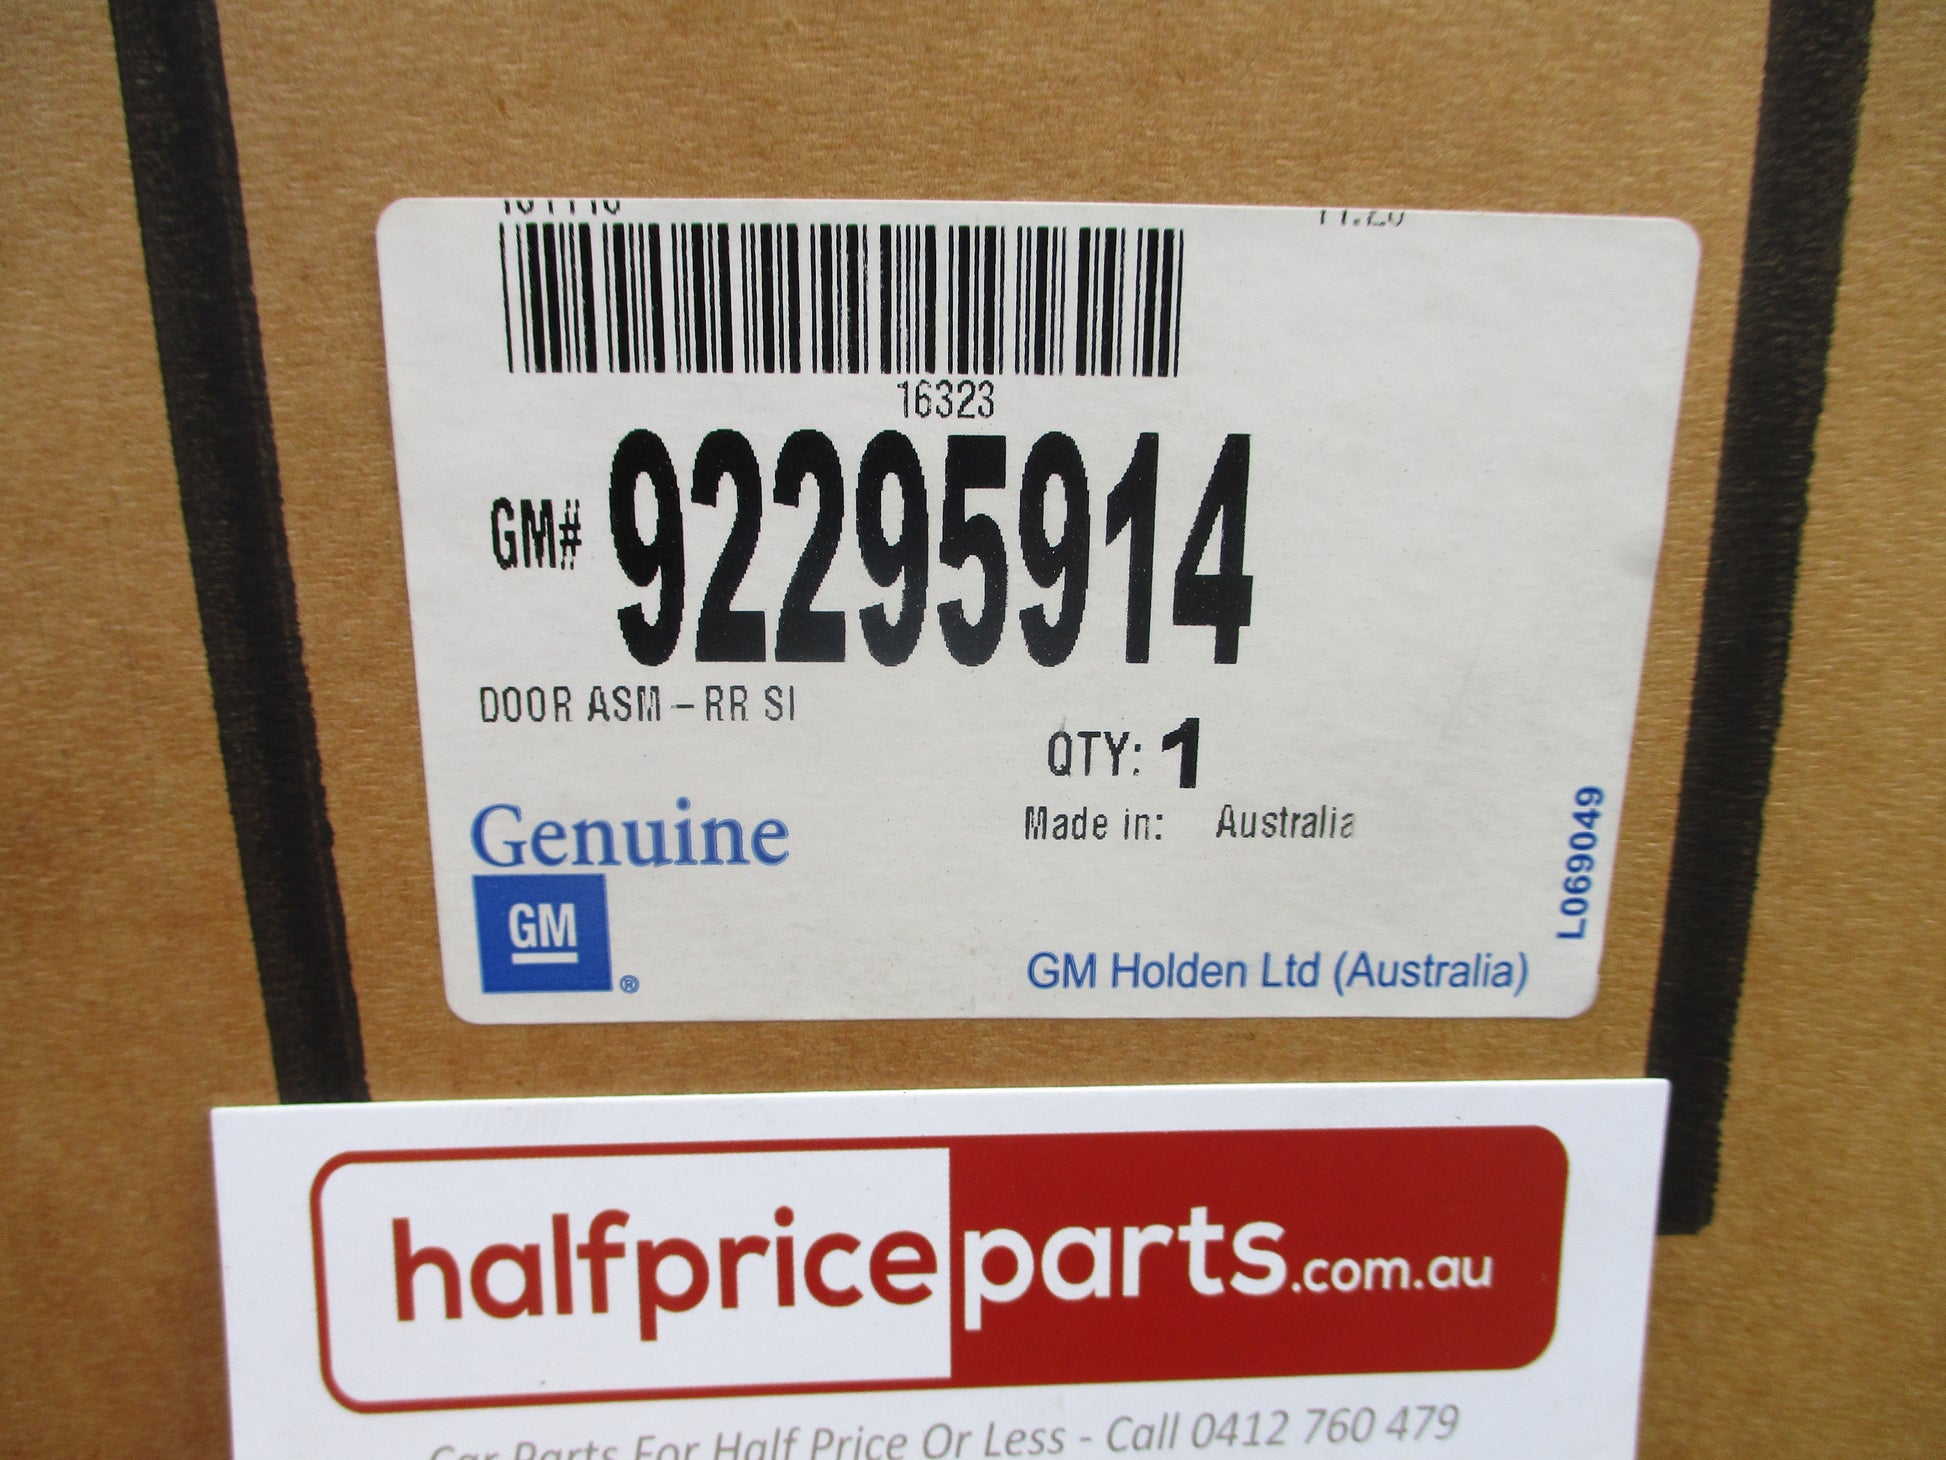 16323
GM# 92295914
DOOR ASM - RR SI
QTY: 1
Made in: Australia
Genuine
GM ®
GM Holden Ltd (Australia)
L069049
halfpriceparts.com.au
Car Parts For Half Price Or Less - Call 0412 760 479